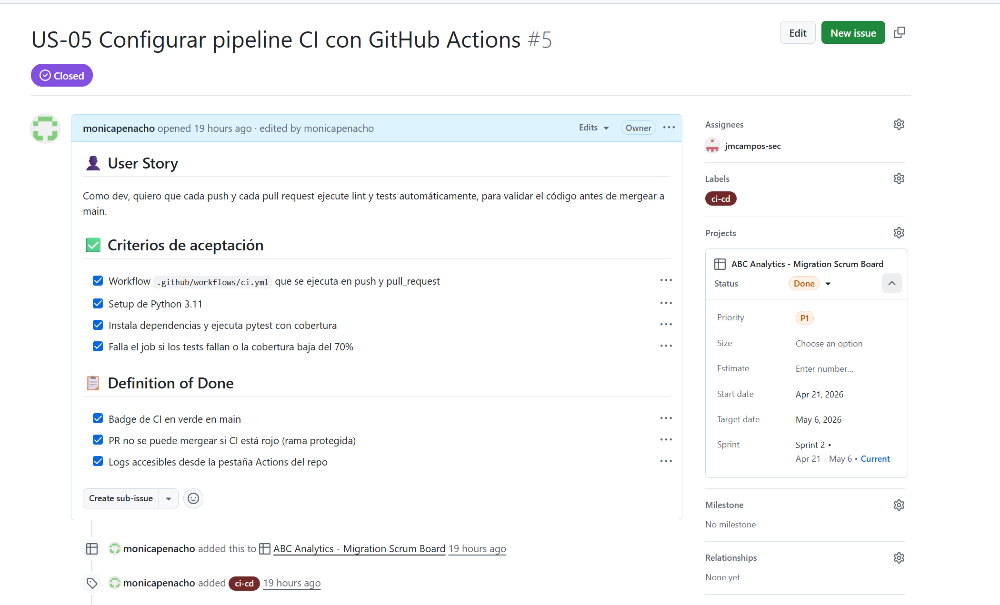 US-05 Configurar pipeline CI con GitHub Actions #5
Edit
New issue
Closed
monicapenacho opened 19 hours ago · edited by monicapenacho
Edits
Owner
User Story
Como dev, quiero que cada push y cada pull request ejecute lint y tests automáticamente, para validar el código antes de mergear a
main.
Criterios de aceptación
Workflow .github/workflows/ci.yml que se ejecuta en push y pull_request
Setup de Python 3.11
Instala dependencias y ejecuta pytest con cobertura
Falla el job si los tests fallan o la cobertura baja del 70%
Definition of Done
Badge de CI en verde en main
PR no se puede mergear si CI está rojo (rama protegida)
Logs accesibles desde la pestaña Actions del repo
Create sub-issue
monicapenacho added this to ABC Analytics - Migration Scrum Board 19 hours ago
monicapenacho added ci-cd 19 hours ago
Assignees
jmcampos-sec
Labels
ci-cd
Projects
ABC Analytics - Migration Scrum Board
Status Done
Priority P1
Size Choose an option
Estimate Enter number...
Start date Apr 21, 2026
Target date May 6, 2026
Sprint Sprint 2 •
Apr 21 - May 6 • Current
Milestone
No milestone
Relationships
None yet